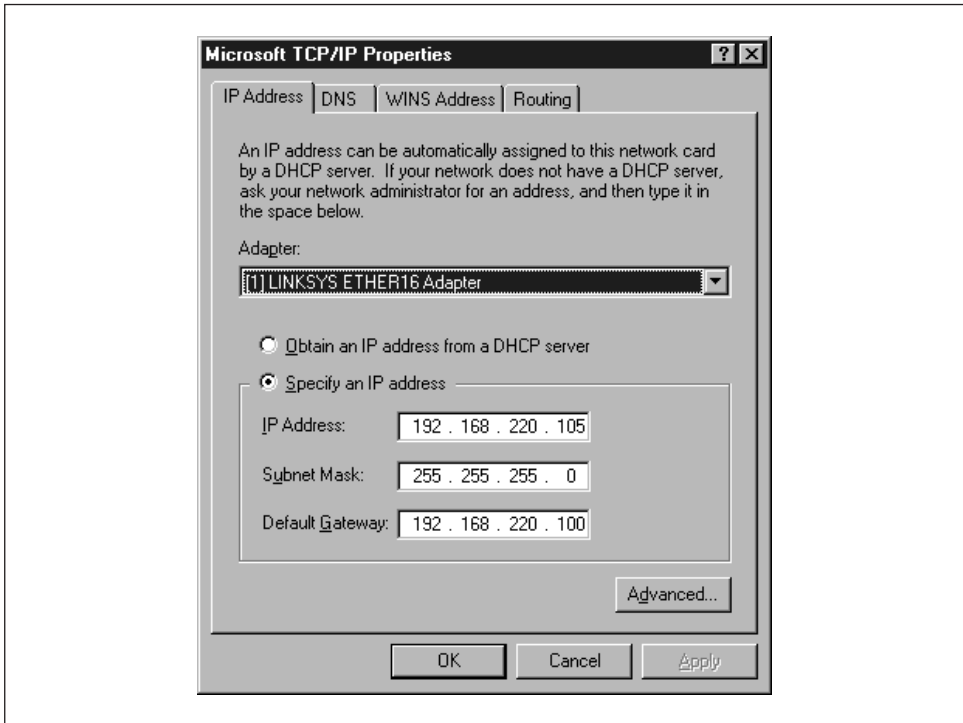 Microsoft TCP/IP Properties
IP Address DNS WINS Address Routing
An IP address can be automatically assigned to this network card
by a DHCP server. If your network does not have a DHCP server,
ask your network administrator for an address, and then type it in
the space below.
Adapter:
[1] LINKSYS ETHER16 Adapter
Obtain an IP address from a DHCP server
Specify an IP address
IP Address: 192 . 168 . 220 . 105
Subnet Mask: 255 . 255 . 255 . 0
Default Gateway: 192 . 168 . 220 . 100
Advanced...
OK Cancel Apply